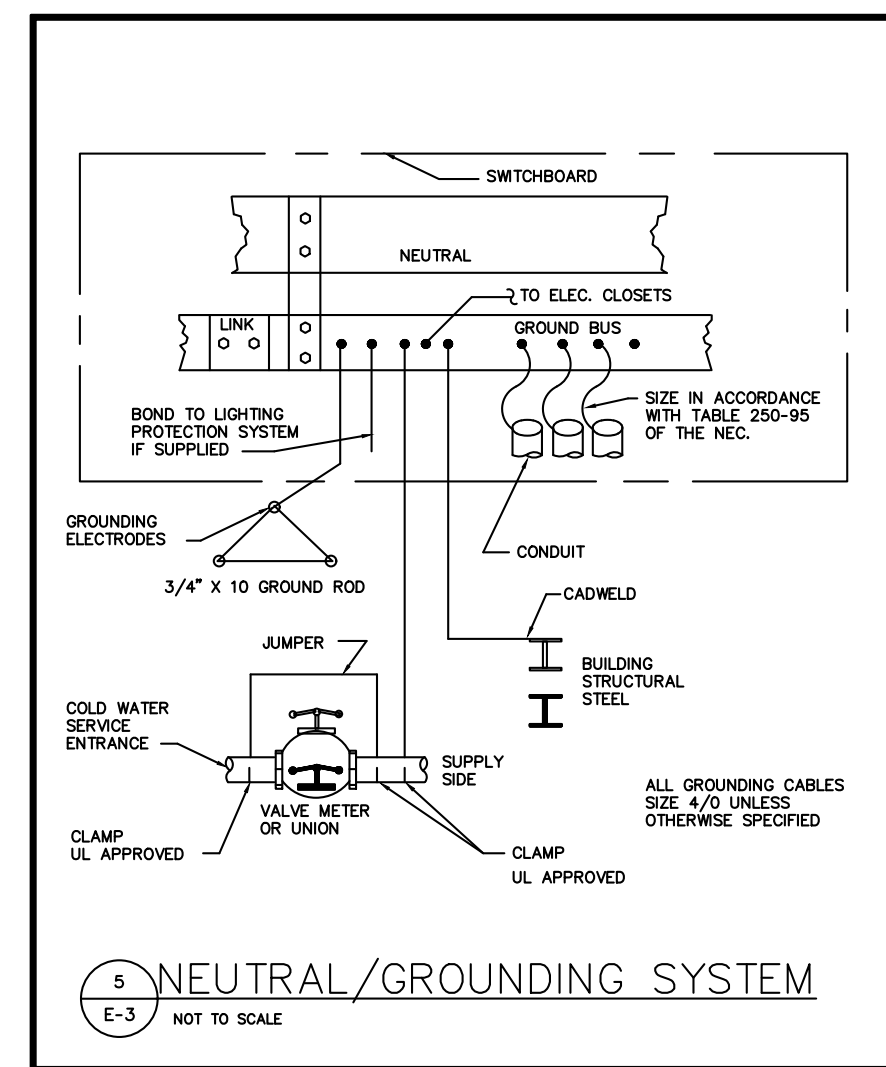 SWITCHBOARD
NEUTRAL
TO ELEC. CLOSETS
LINK
GROUND BUS
BOND TO LIGHTING
PROTECTION SYSTEM
IF SUPPLIED
SIZE IN ACCORDANCE
WITH TABLE 250-95
OF THE NEC.
GROUNDING
ELECTRODES
CONDUIT
3/4" X 10 GROUND ROD
CADWELD
JUMPER
BUILDING
STRUCTURAL
STEEL
COLD WATER
SERVICE
ENTRANCE
SUPPLY
SIDE
VALVE METER
OR UNION
ALL GROUNDING CABLES
SIZE 4/0 UNLESS
OTHERWISE SPECIFIED
CLAMP
UL APPROVED
CLAMP
UL APPROVED
5
E-3
NEUTRAL/GROUNDING SYSTEM
NOT TO SCALE